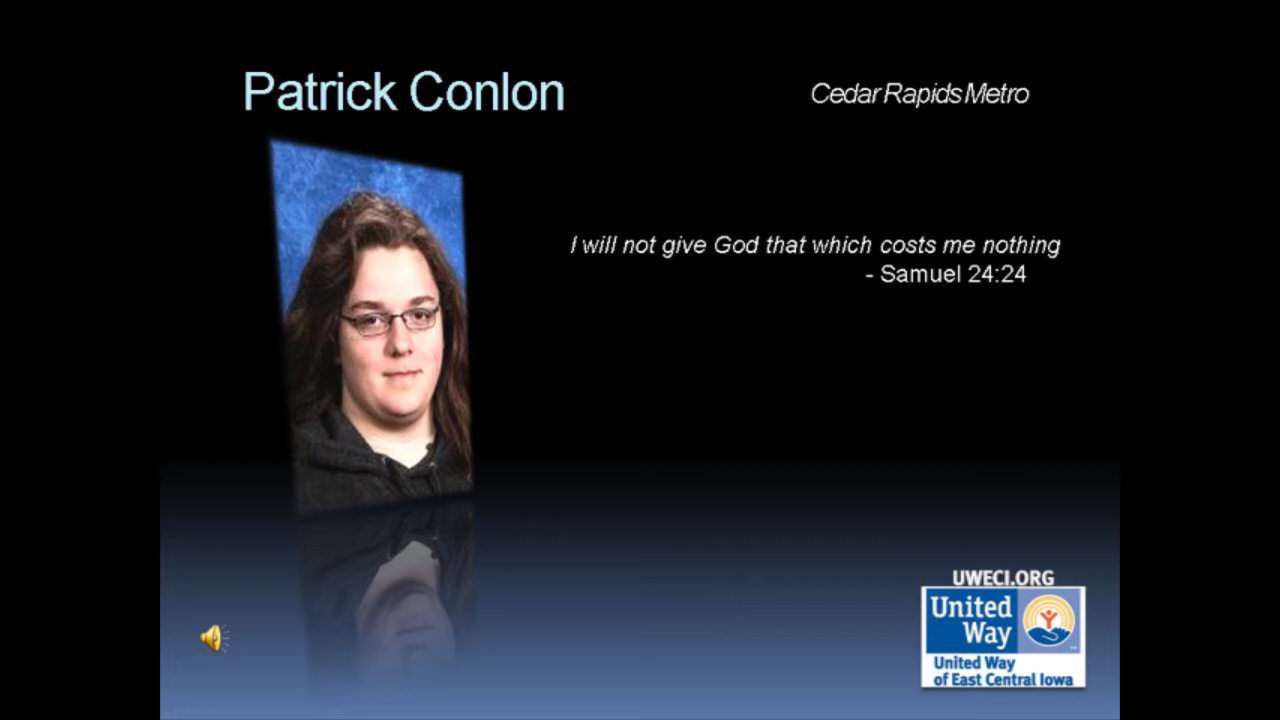 Patrick Conlon
Cedar Rapids Metro
I will not give God that which costs me nothing
- Samuel 24:24
UWECI.ORG
United
Way
United Way
of East Central Iowa